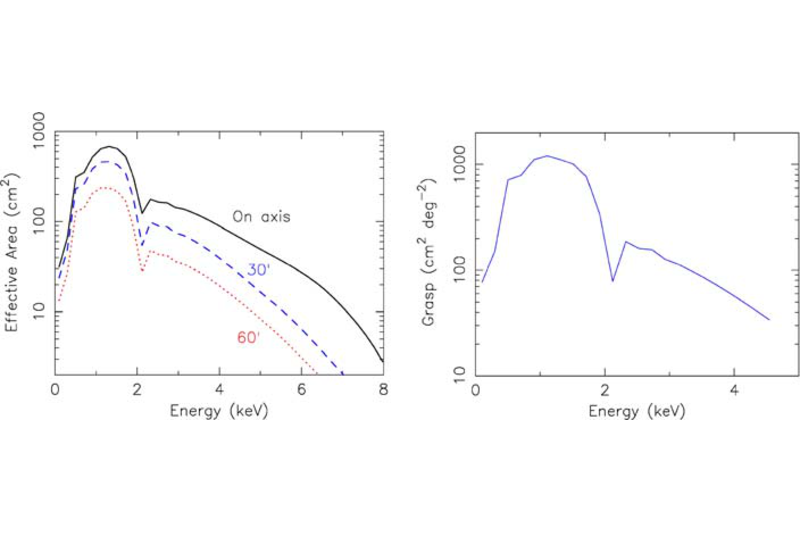 Effective Area (cm²)
1000
100
10
On axis
30'
60'
0 2 4 6 8
Energy (keV)
Grasp (cm² deg⁻²)
1000
100
10
0 2 4
Energy (keV)